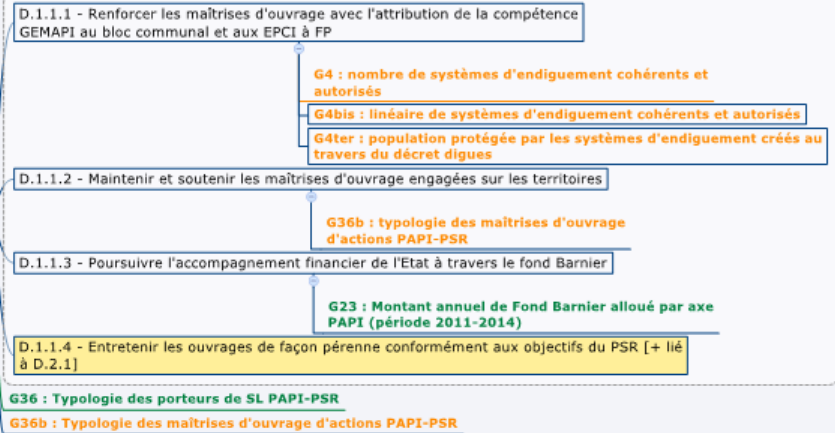 D.1.1.1 - Renforcer les maîtrises d'ouvrage avec l'attribution de la compétence
GEMAPI au bloc communal et aux EPCI à FP
G4 : nombre de systèmes d'endiguement cohérents et
autorisés
G4bis : linéaire de systèmes d'endiguement cohérents et autorisés
G4ter : population protégée par les systèmes d'endiguement créés au
travers du décret digues
D.1.1.2 - Maintenir et soutenir les maîtrises d'ouvrage engagées sur les territoires
G36b : typologie des maîtrises d'ouvrage
d'actions PAPI-PSR
D.1.1.3 - Poursuivre l'accompagnement financier de l'Etat à travers le fond Barnier
G23 : Montant annuel de Fond Barnier alloué par axe
PAPI (période 2011-2014)
D.1.1.4 - Entretenir les ouvrages de façon pérenne conformément aux objectifs du PSR [+ lié
à D.2.1]
G36 : Typologie des porteurs de SL PAPI-PSR
G36b : Typologie des maîtrises d'ouvrage d'actions PAPI-PSR